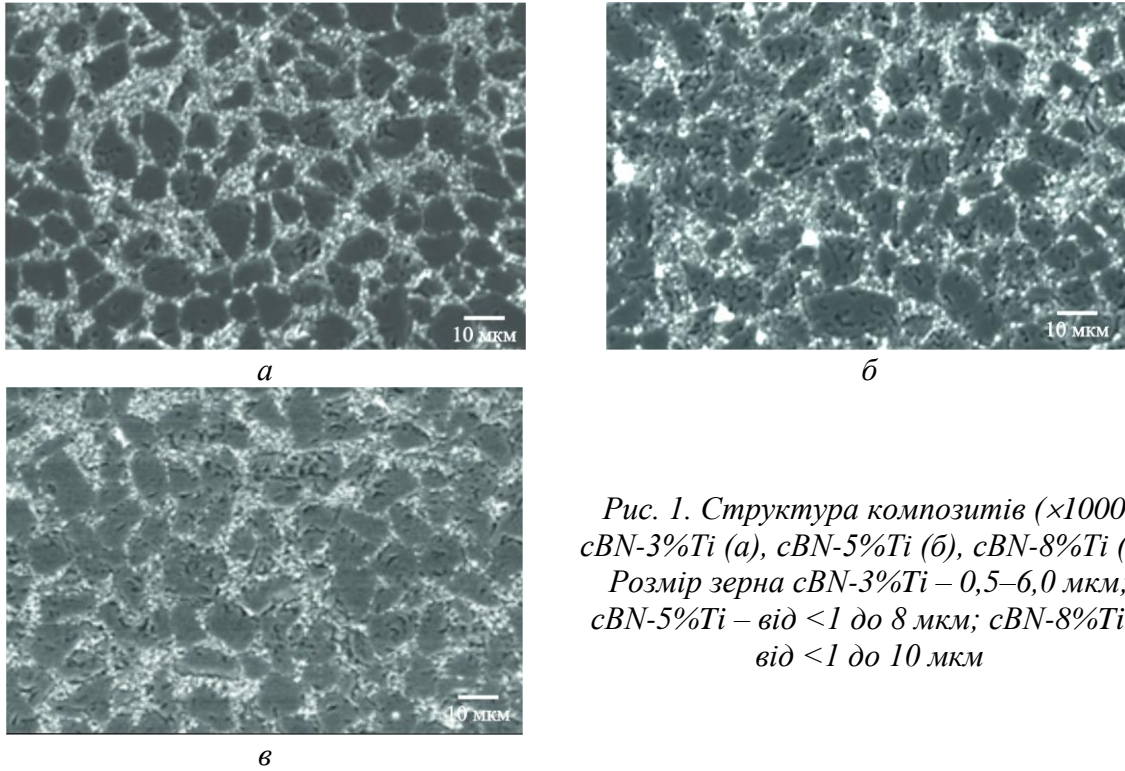 10 мкм
10 мкм
а
б
10 мкм
в
Рис. 1. Структура композитів (×1000
cBN-3%Ti (а), cBN-5%Ti (б), cBN-8%Ti (
Розмір зерна cBN-3%Ti – 0,5–6,0 мкм;
cBN-5%Ti – від <1 до 8 мкм; cBN-8%Ti
від <1 до 10 мкм